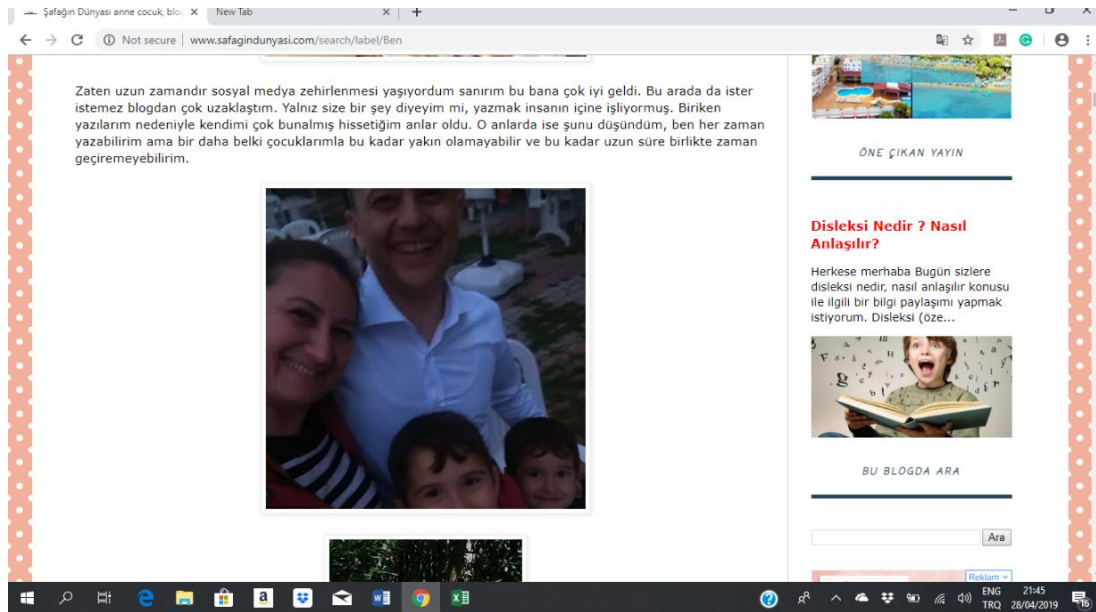 Şafağın Dünyası anne cocuk, blog
New Tab
Not secure | www.safagindunyasi.com/search/label/Ben
Zaten uzun zamandır sosyal medya zehirlenmesi yaşıyordum sanırım bu bana çok iyi geldi. Bu arada da ister
istemez blogdan çok uzaklaştım. Yalnız size bir şey diyeyim mi, yazmak insanın içine işliyormuş. Biriken
yazılarım nedeniyle kendimi çok bunalmış hissetiğim anlar oldu. O anlarda ise şunu düşündüm, ben her zaman
yazabilirim ama bir daha belki çocuklarımla bu kadar yakın olamayabilir ve bu kadar uzun süre birlikte zaman
geçiremeyebilirim.
ÖNE ÇIKAN YAYIN
Disleksi Nedir ? Nasıl
Anlaşılır?
Herkese merhaba Bugün sizlere
disleksi nedir, nasıl anlaşılır konusu
ile ilgili bir bilgi paylaşımı yapmak
istiyorum. Disleksi (öze...
BU BLOGDA ARA
Ara
Reklam
ENG
TRQ
21:45
28/04/2019
16